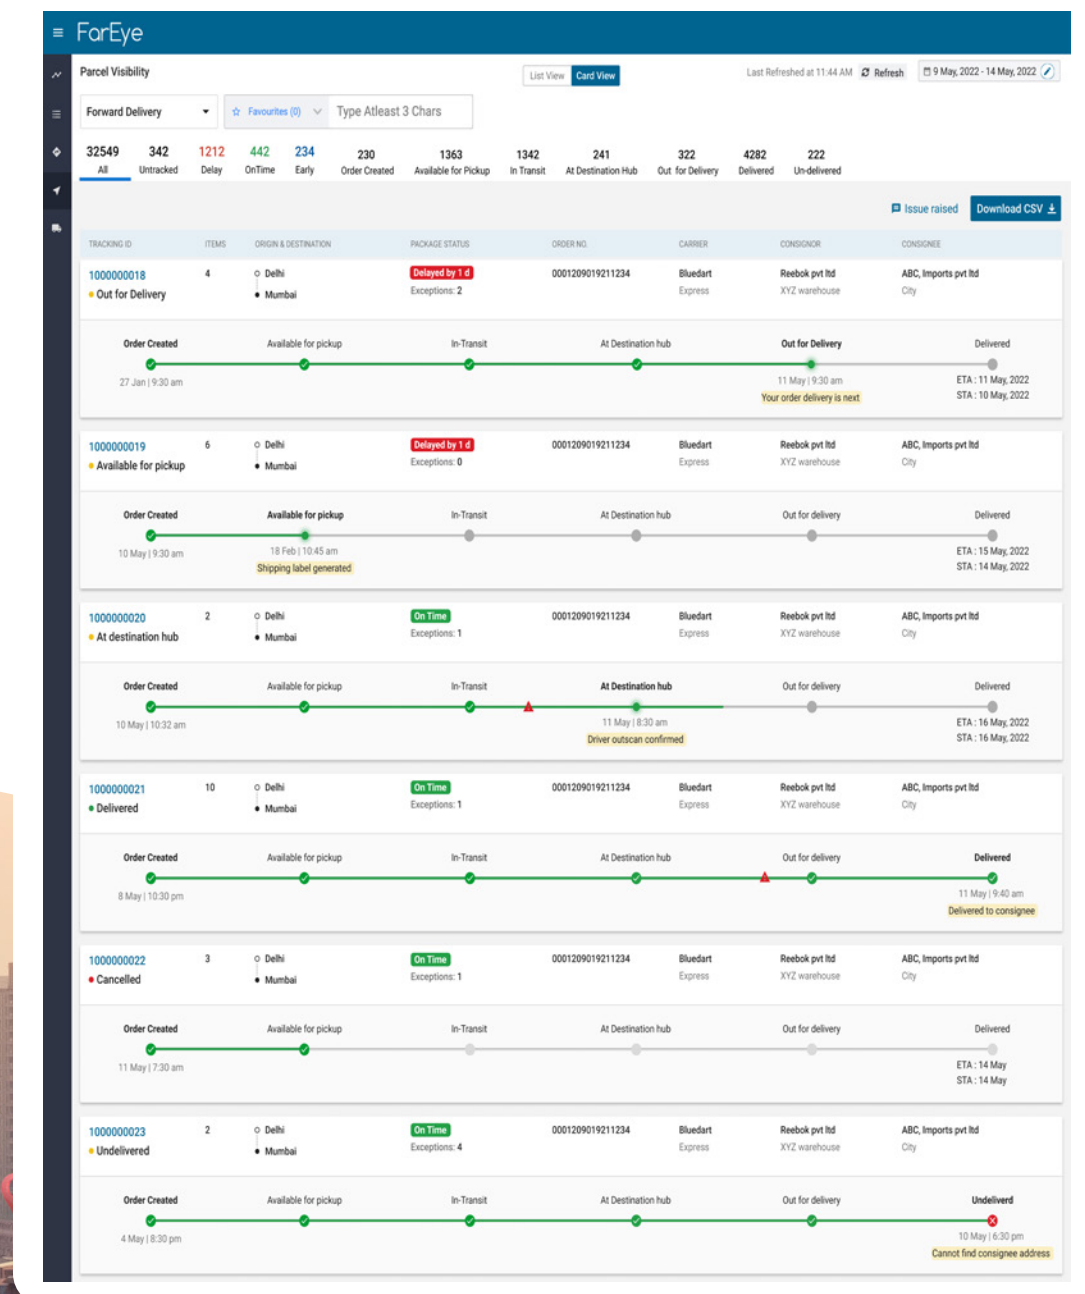 FarEye
Parcel Visibility
List View Card View
Last Refreshed at 11:44 AM Refresh
9 May, 2022 - 14 May, 2022
Forward Delivery
Favourites (0)
Type Atleast 3 Chars
32549 342 1212 442 234 230 1363 1342 241 322 4282 222
All Untracked Delay OnTime Early Order Created Available for Pickup In Transit At Destination Hub Out for Delivery Delivered Un-delivered
Issue raised Download CSV
TRACKING ID ITEMS ORIGIN & DESTINATION PACKAGE STATUS ORDER NO. CARRIER CONSIGNOR CONSIGNEE
1000000018 4 Delhi Delayed by 1 d 0001209019211234 Bluedart Reebok pvt ltd ABC, Imports pvt ltd
Out for Delivery Mumbai Exceptions: 2 Express XYZ warehouse City
Order Created Available for pickup In-Transit At Destination hub Out for Delivery Delivered
27 Jan | 9:30 am 11 May | 9:30 am ETA : 11 May, 2022
Your order delivery is next STA : 10 May, 2022
1000000019 6 Delhi Delayed by 1 d 0001209019211234 Bluedart Reebok pvt ltd ABC, Imports pvt ltd
Available for pickup Mumbai Exceptions: 0 Express XYZ warehouse City
Order Created Available for pickup In-Transit At Destination hub Out for delivery Delivered
10 May | 9:30 am 18 Feb | 10:45 am ETA : 15 May, 2022
Shipping label generated STA : 14 May, 2022
1000000020 2 Delhi On Time 0001209019211234 Bluedart Reebok pvt ltd ABC, Imports pvt ltd
At destination hub Mumbai Exceptions: 1 Express XYZ warehouse City
Order Created Available for pickup In-Transit At Destination hub Out for delivery Delivered
10 May | 10:32 am 11 May | 8:30 am ETA : 16 May, 2022
Driver outscan confirmed STA : 16 May, 2022
1000000021 10 Delhi On Time 0001209019211234 Bluedart Reebok pvt ltd ABC, Imports pvt ltd
Delivered Mumbai Exceptions: 1 Express XYZ warehouse City
Order Created Available for pickup In-Transit At Destination hub Out for delivery Delivered
8 May | 10:30 pm 11 May | 9:40 am
Delivered to consignee
1000000022 3 Delhi On Time 0001209019211234 Bluedart Reebok pvt ltd ABC, Imports pvt ltd
Cancelled Mumbai Exceptions: 1 Express XYZ warehouse City
Order Created Available for pickup In-Transit At Destination hub Out for delivery Delivered
11 May | 7:30 am ETA : 14 May
STA : 14 May
1000000023 2 Delhi On Time 0001209019211234 Bluedart Reebok pvt ltd ABC, Imports pvt ltd
Undelivered Mumbai Exceptions: 4 Express XYZ warehouse City
Order Created Available for pickup In-Transit At Destination hub Out for delivery Undeliverd
4 May | 8:30 pm 10 May | 6:30 pm
Cannot find consignee address